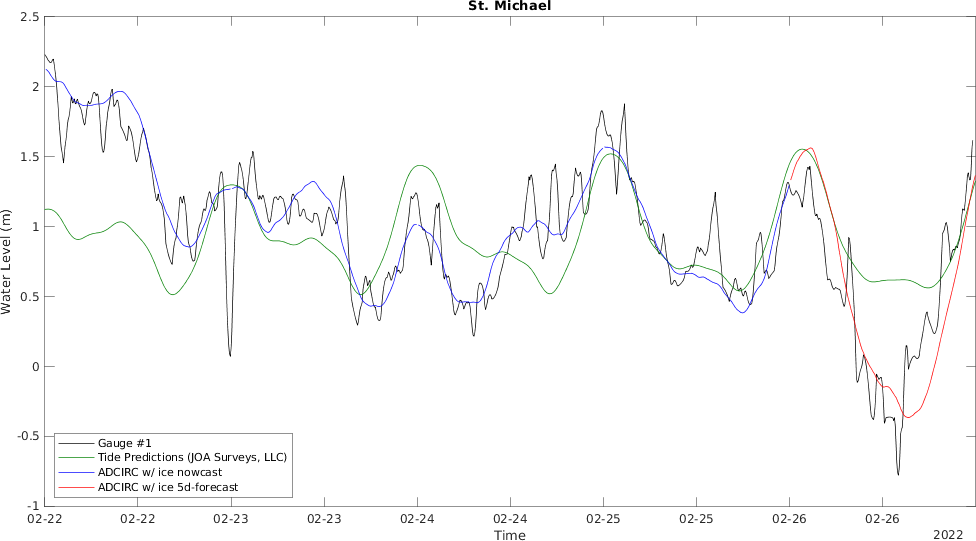 St. Michael
2.5
2
1.5
1
0.5
0
-0.5
-1
Water Level (m)
Gauge #1
Tide Predictions (JOA Surveys, LLC)
ADCIRC w/ ice nowcast
ADCIRC w/ ice 5d-forecast
02-22 02-22 02-23 02-23 02-24 02-24 02-25 02-25 02-26 02-26
Time
2022